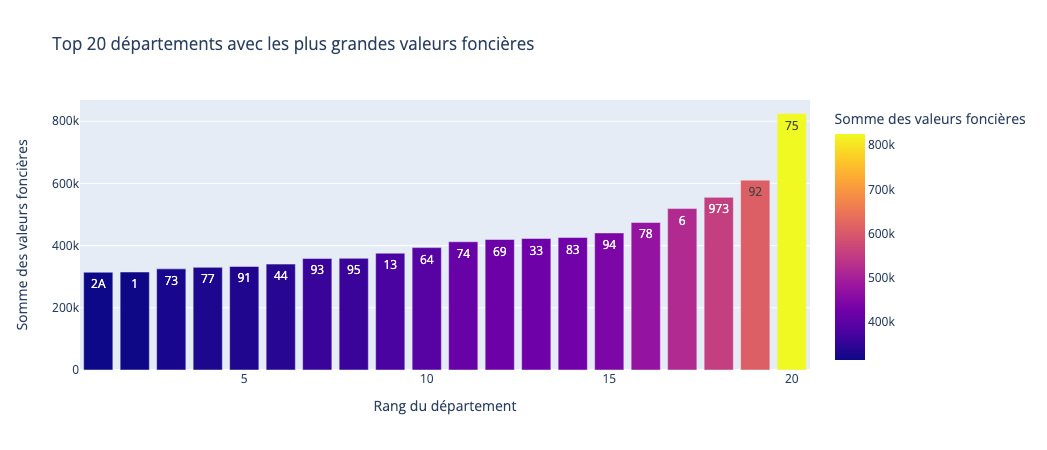 Top 20 départements avec les plus grandes valeurs foncières
Somme des valeurs foncières
800k
600k
400k
200k
0
2A
1
73
77
91
44
93
95
13
64
74
69
33
83
94
78
6
973
92
75
5
10
15
20
Rang du département
Somme des valeurs foncières
800k
700k
600k
500k
400k